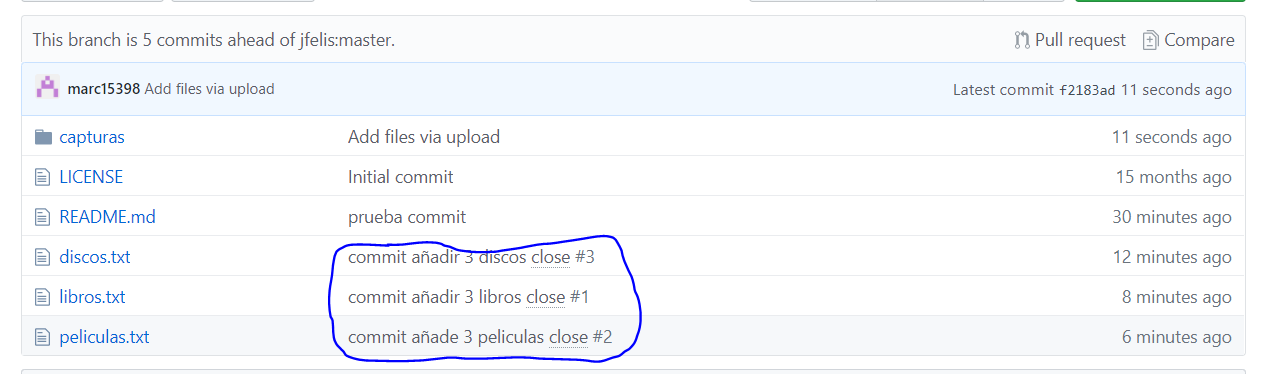 This branch is 5 commits ahead of jfelis:master. Pull request Compare
marc15398 Add files via upload Latest commit f2183ad 11 seconds ago
capturas Add files via upload 11 seconds ago
LICENSE Initial commit 15 months ago
README.md prueba commit 30 minutes ago
discos.txt commit añadir 3 discos close #3 12 minutes ago
libros.txt commit añadir 3 libros close #1 8 minutes ago
peliculas.txt commit añade 3 peliculas close #2 6 minutes ago